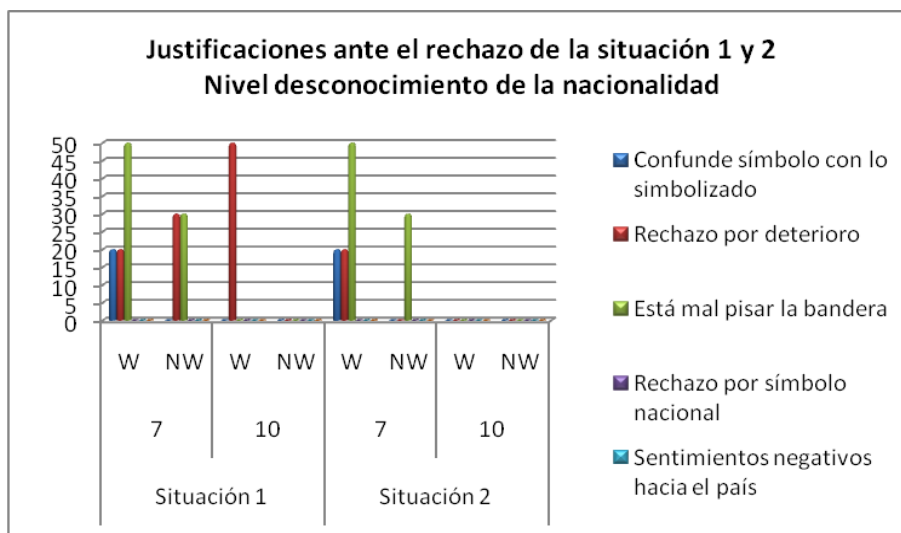 Justificaciones ante el rechazo de la situación 1 y 2
Nivel desconocimiento de la nacionalidad
50
45
40
35
30
25
20
15
10
5
0
W NW W NW W NW W NW
7 10 7 10
Situación 1 Situación 2
Confunde símbolo con lo
simbolizado
Rechazo por deterioro
Está mal pisar la bandera
Rechazo por símbolo
nacional
Sentimientos negativos
hacia el país